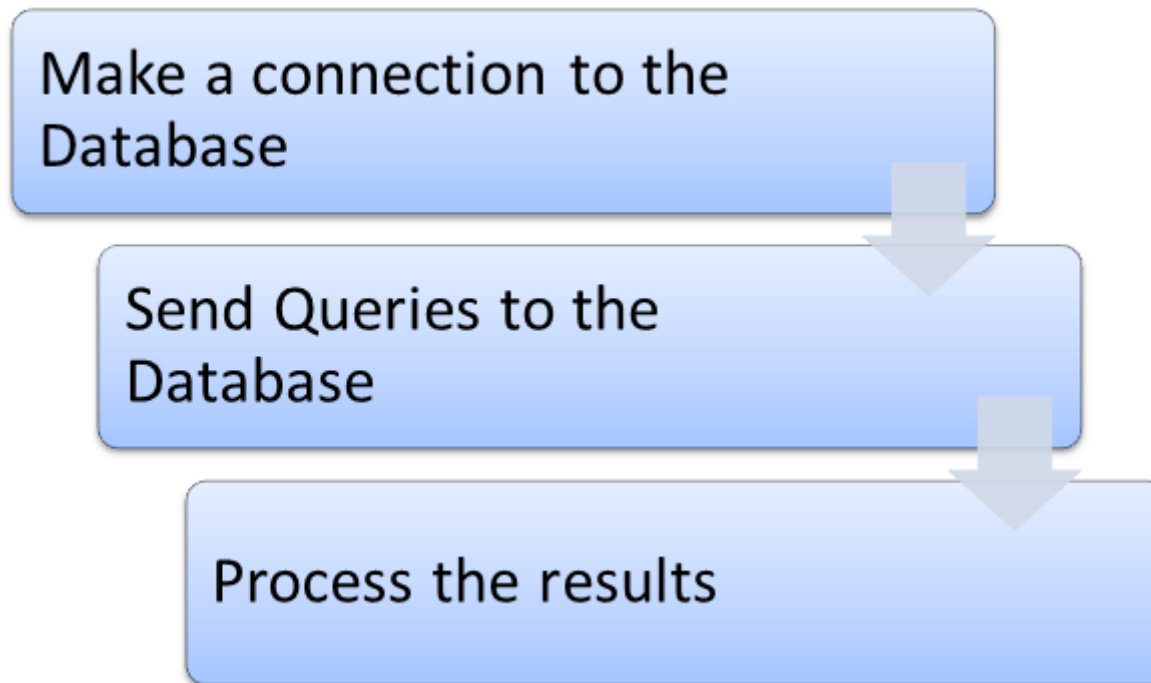 Make a connection to the
Database
Send Queries to the
Database
Process the results